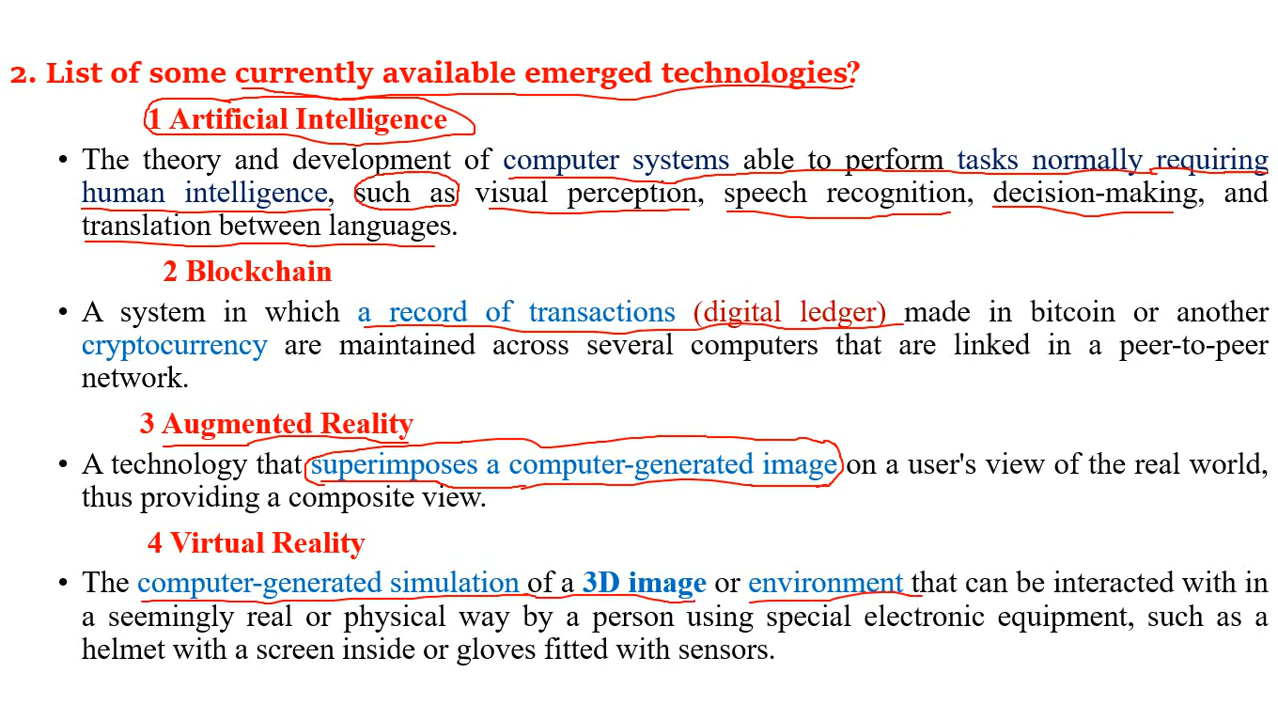 2. List of some currently available emerged technologies?
1 Artificial Intelligence
• The theory and development of computer systems able to perform tasks normally requiring
human intelligence, such as visual perception, speech recognition, decision-making, and
translation between languages.
2 Blockchain
• A system in which a record of transactions (digital ledger) made in bitcoin or another
cryptocurrency are maintained across several computers that are linked in a peer-to-peer
network.
3 Augmented Reality
• A technology that superimposes a computer-generated image on a user's view of the real world,
thus providing a composite view.
4 Virtual Reality
• The computer-generated simulation of a 3D image or environment that can be interacted with in
a seemingly real or physical way by a person using special electronic equipment, such as a
helmet with a screen inside or gloves fitted with sensors.